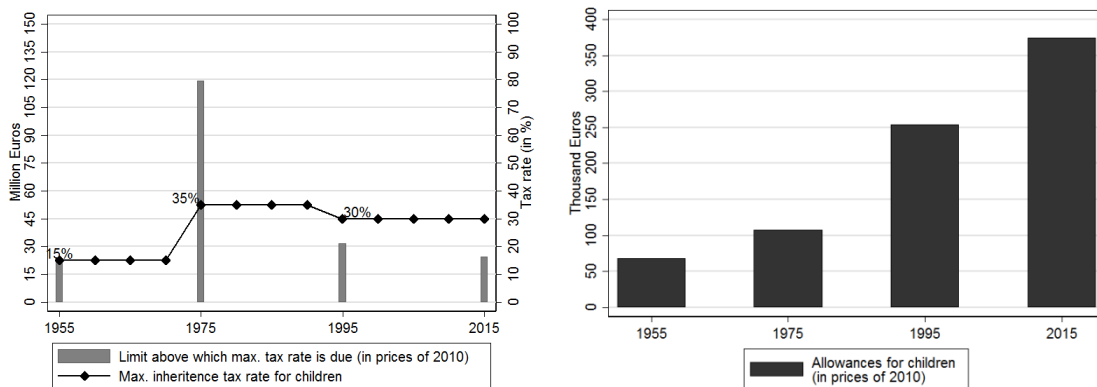 Million Euros
0 15 30 45 60 75 90 105 120 135 150
15%
35%
30%
0 10 20 30 40 50 60 70 80 90 100
Tax rate (in %)
1955 1975 1995 2015
Limit above which max. tax rate is due (in prices of 2010)
Max. inheritence tax rate for children
Thousand Euros
0 50 100 150 200 250 300 350 400
1955 1975 1995 2015
Allowances for children
(in prices of 2010)